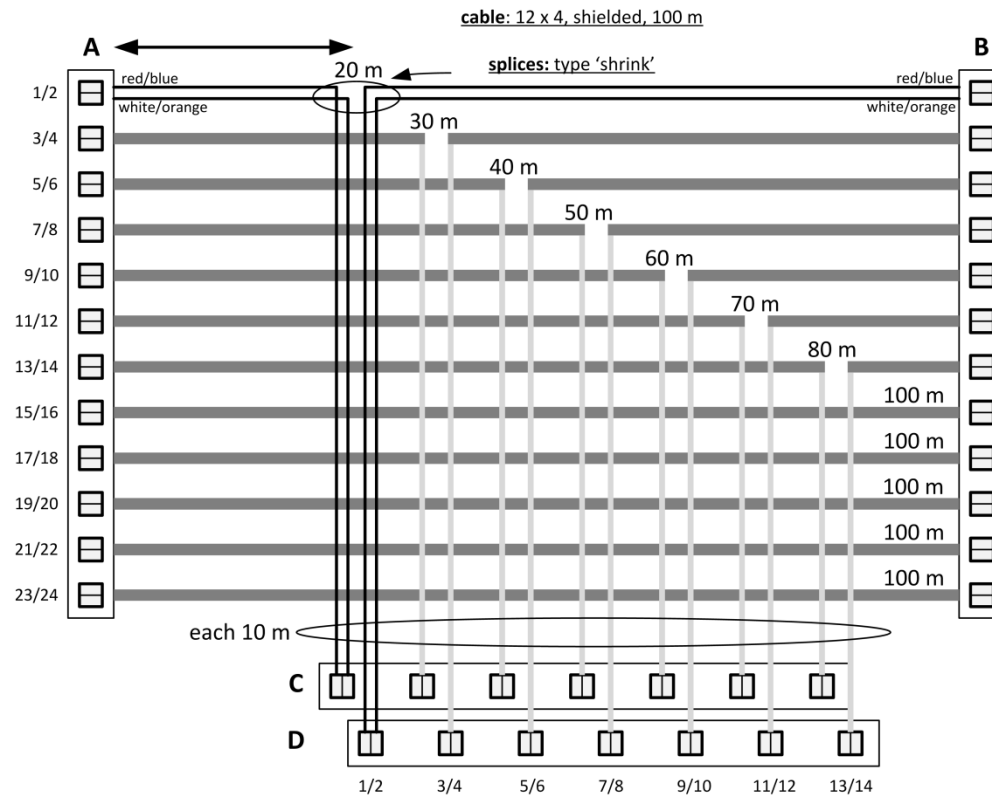 cable: 12 x 4, shielded, 100 m
A
B
splices: type ‘shrink’
20 m
red/blue
red/blue
1/2
white/orange
white/orange
30 m
3/4
40 m
5/6
50 m
7/8
60 m
9/10
70 m
11/12
80 m
13/14
100 m
15/16
100 m
17/18
100 m
19/20
100 m
21/22
100 m
23/24
each 10 m
C
D
1/2 3/4 5/6 7/8 9/10 11/12 13/14